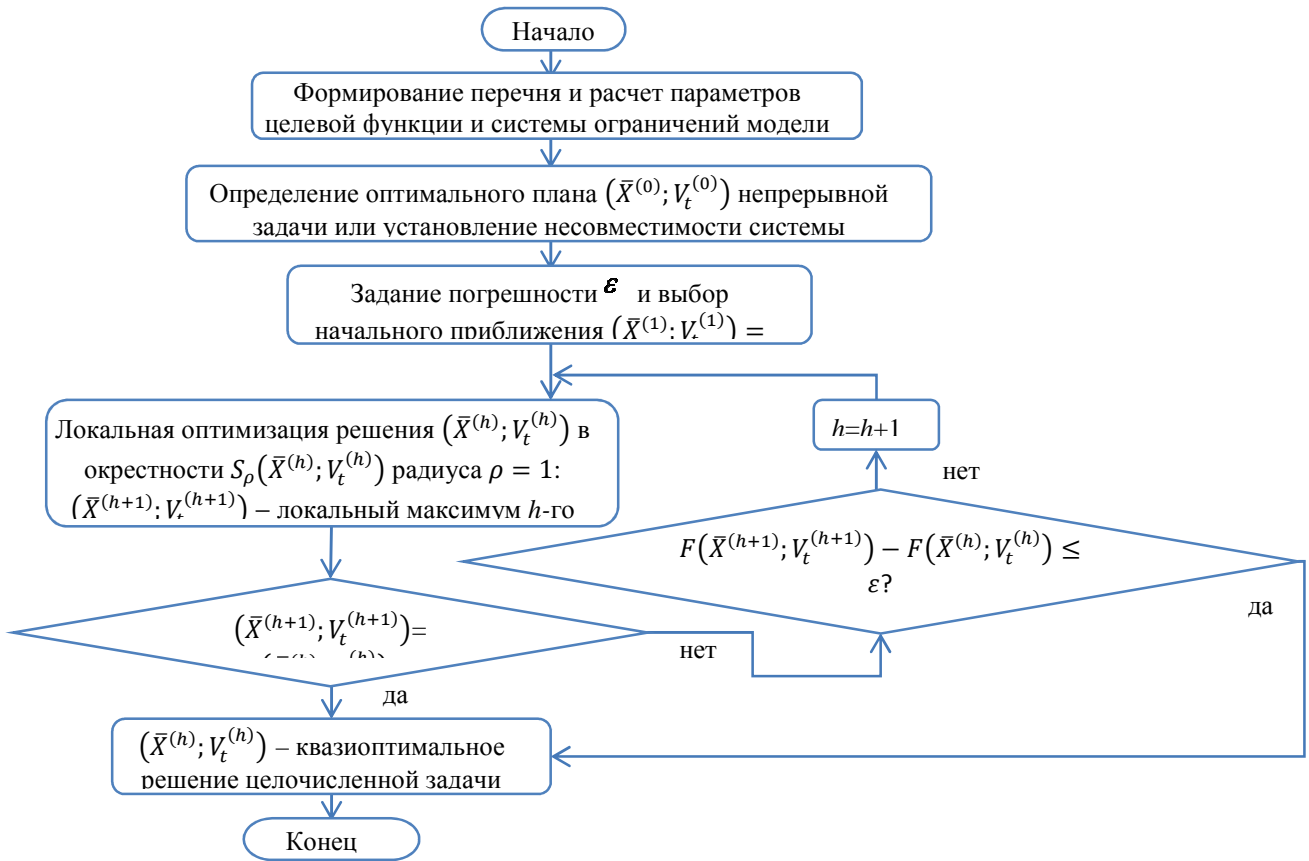 Начало
Формирование перечня и расчет параметров
целевой функции и системы ограничений модели
Определение оптимального плана (X̄⁽⁰⁾; Vₜ⁽⁰⁾) непрерывной
задачи или установление несовместимости системы
Задание погрешности ε и выбор
начального приближения (X̄⁽¹⁾; Vₜ⁽¹⁾) =
Локальная оптимизация решения (X̄⁽ʰ⁾; Vₜ⁽ʰ⁾) в
окрестности Sᵨ(X̄⁽ʰ⁾; Vₜ⁽ʰ⁾) радиуса ρ = 1:
(X̄⁽ʰ⁺¹⁾; Vₜ⁽ʰ⁺¹⁾) – локальный максимум h-го
h=h+1
нет
F(X̄⁽ʰ⁺¹⁾; Vₜ⁽ʰ⁺¹⁾) – F(X̄⁽ʰ⁾; Vₜ⁽ʰ⁾) ≤
ε?
да
(X̄⁽ʰ⁺¹⁾; Vₜ⁽ʰ⁺¹⁾)=
нет
да
(X̄⁽ʰ⁾; Vₜ⁽ʰ⁾) – квазиоптимальное
решение целочисленной задачи
Конец